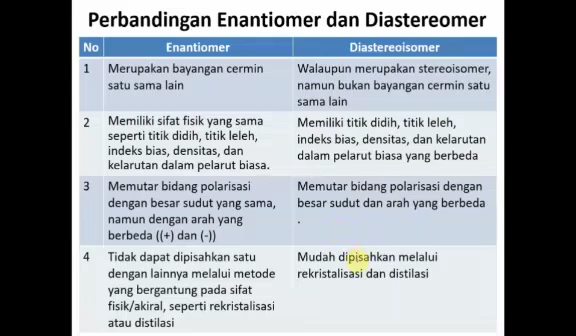 Perbandingan Enantiomer dan Diastereomer
No Enantiomer Diastereoisomer
1 Merupakan bayangan cermin
satu sama lain
Walaupun merupakan stereoisomer,
namun bukan bayangan cermin satu
sama lain
2 Memiliki sifat fisik yang sama
seperti titik didih, titik leleh,
indeks bias, densitas, dan
kelarutan dalam pelarut biasa.
Memiliki titik didih, titik leleh,
indeks bias, densitas, dan kelarutan
dalam pelarut biasa yang berbeda
3 Memutar bidang polarisasi
dengan besar sudut yang sama,
namun dengan arah yang
berbeda ((+) dan (-))
Memutar bidang polarisasi dengan
besar sudut dan arah yang berbeda
.
4 Tidak dapat dipisahkan satu
dengan lainnya melalui metode
yang bergantung pada sifat
fisik/akiral, seperti rekristalisasi
atau distilasi
Mudah dipisahkan melalui
rekristalisasi dan distilasi